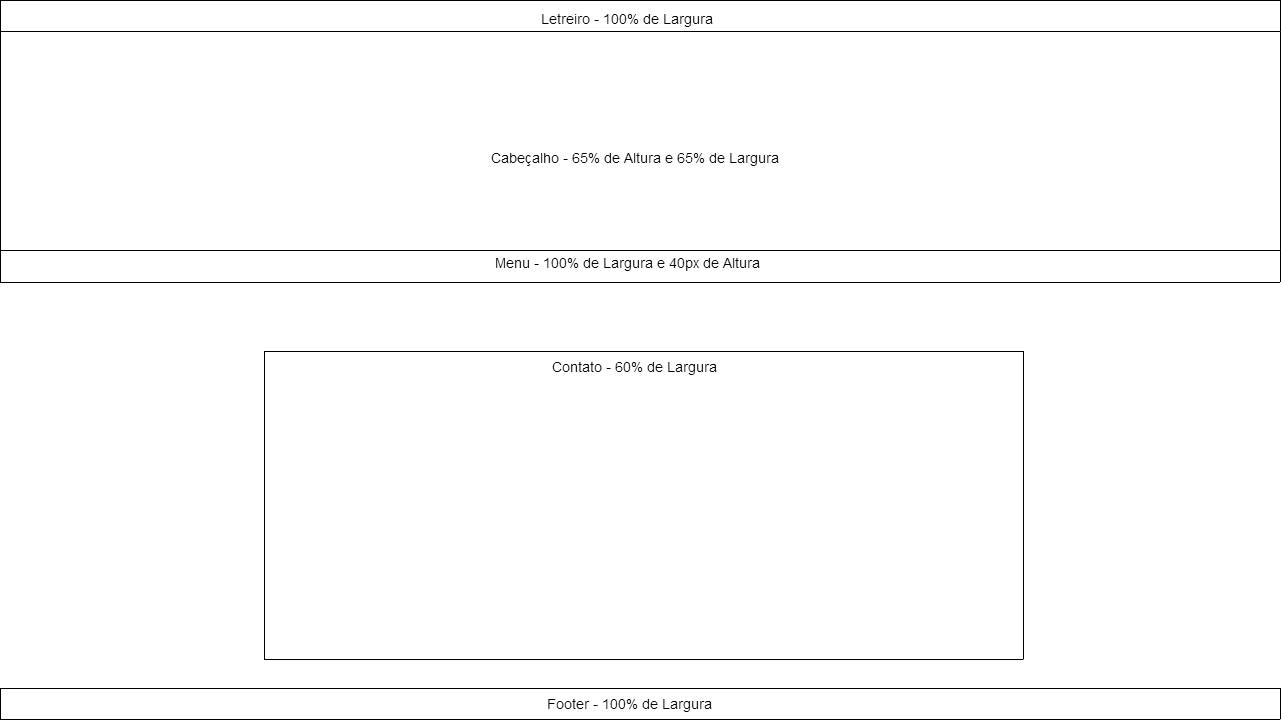 Letreiro - 100% de Largura
Cabeçalho - 65% de Altura e 65% de Largura
Menu - 100% de Largura e 40px de Altura
Contato - 60% de Largura
Footer - 100% de Largura